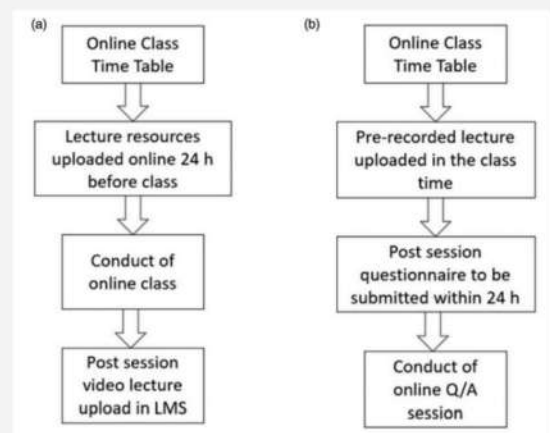 (a)
Online Class
Time Table
Lecture resources
uploaded online 24 h
before class
Conduct of
online class
Post session
video lecture
upload in LMS
(b)
Online Class
Time Table
Pre-recorded lecture
uploaded in the class
time
Post session
questionnaire to be
submitted within 24 h
Conduct of
online Q/A
session